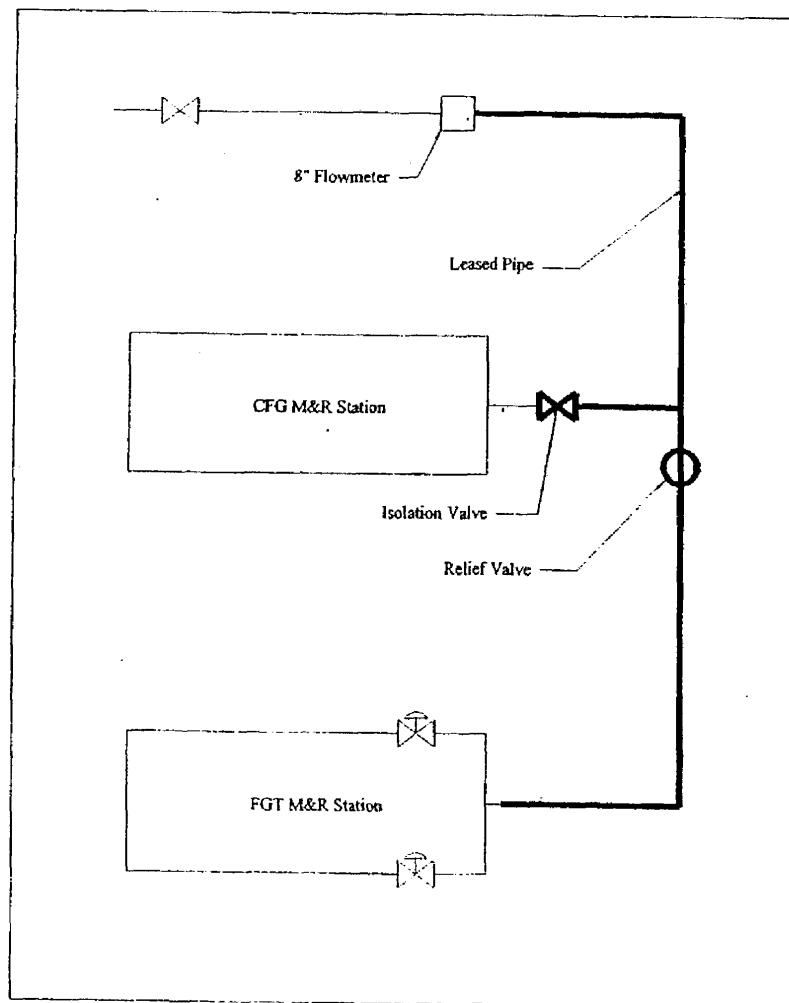 8" Flowmeter
Leased Pipe
CFG M&R Station
Isolation Valve
Relief Valve
FGT M&R Station